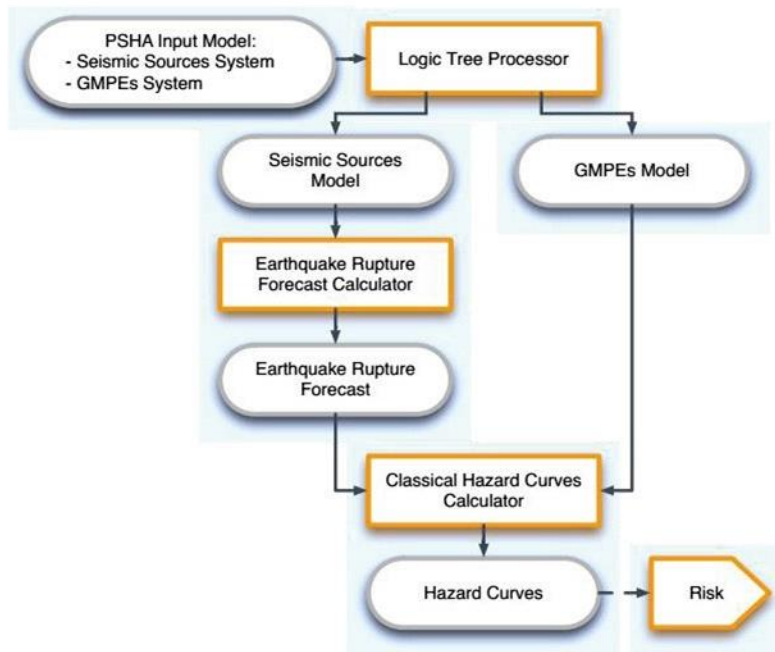 PSHA Input Model:
- Seismic Sources System
- GMPEs System
Logic Tree Processor
Seismic Sources
Model
GMPEs Model
Earthquake Rupture
Forecast Calculator
Earthquake Rupture
Forecast
Classical Hazard Curves
Calculator
Hazard Curves
Risk